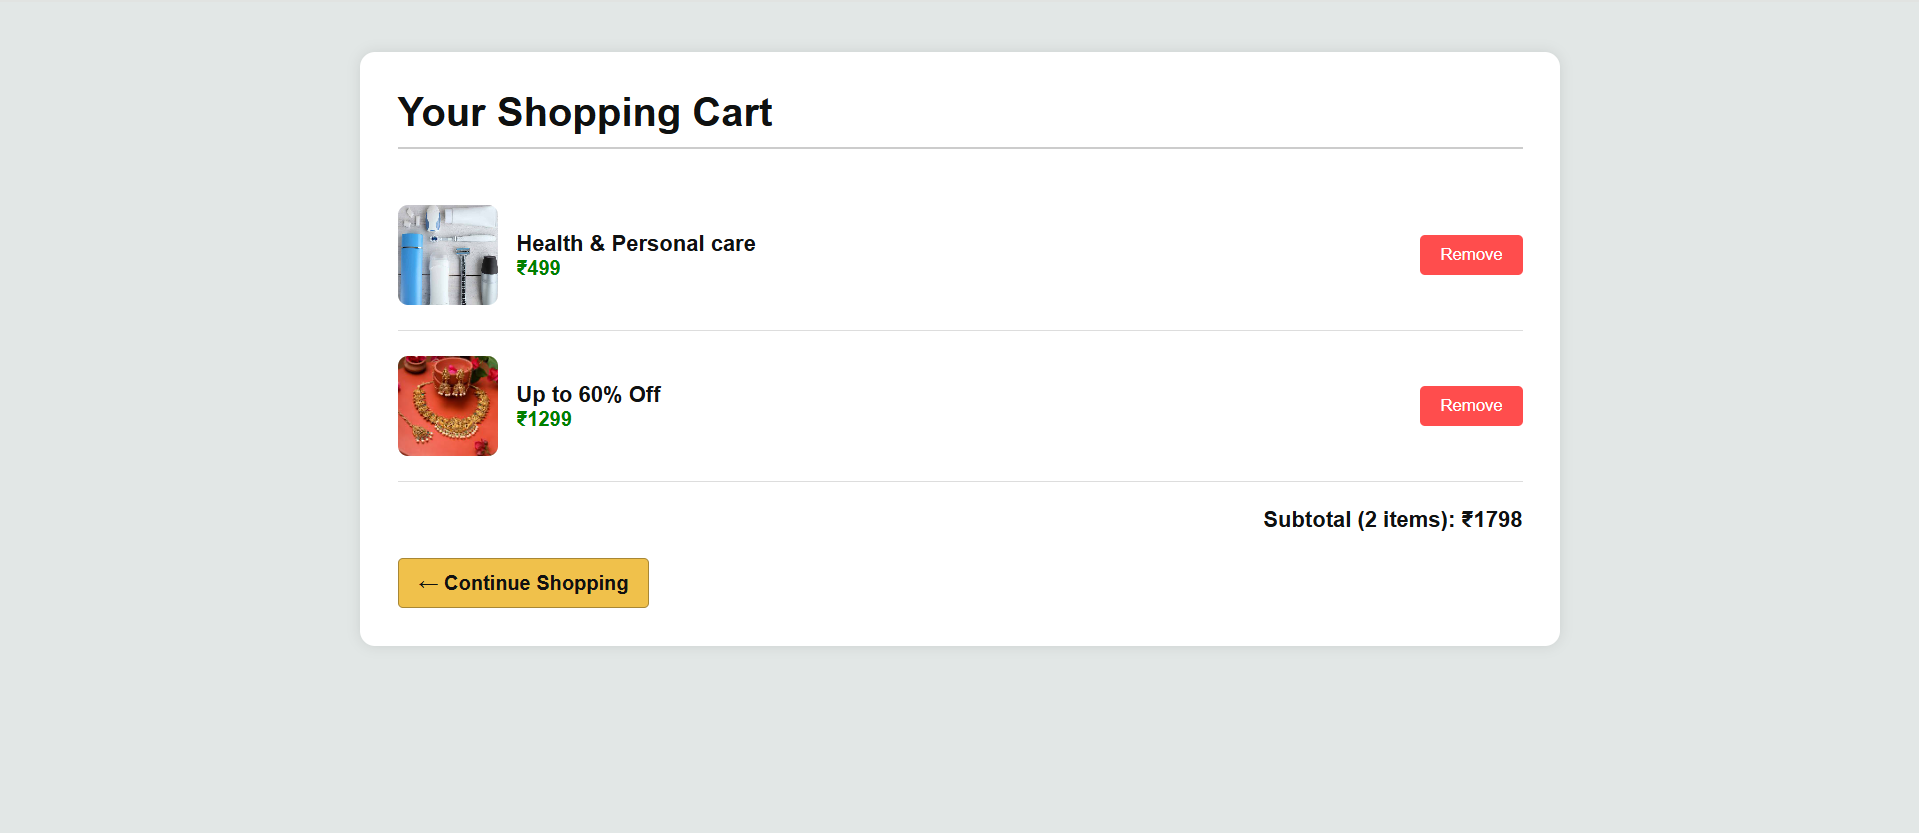 Your Shopping Cart
Health & Personal care
₹499
Remove
Up to 60% Off
₹1299
Remove
Subtotal (2 items): ₹1798
← Continue Shopping